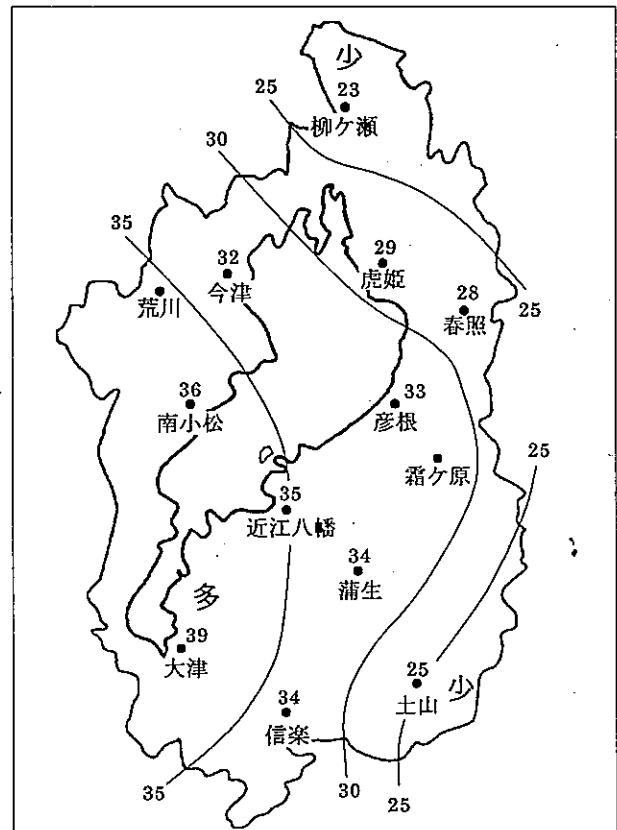 少
25
23
柳ケ瀬
30
35
32
今津
29
虎姫
荒川
28
春照
25
36
南小松
33
彦根
霜ケ原
25
35
近江八幡
34
蒲生
多
39
大津
25
土山
少
34
信楽
35
30
25